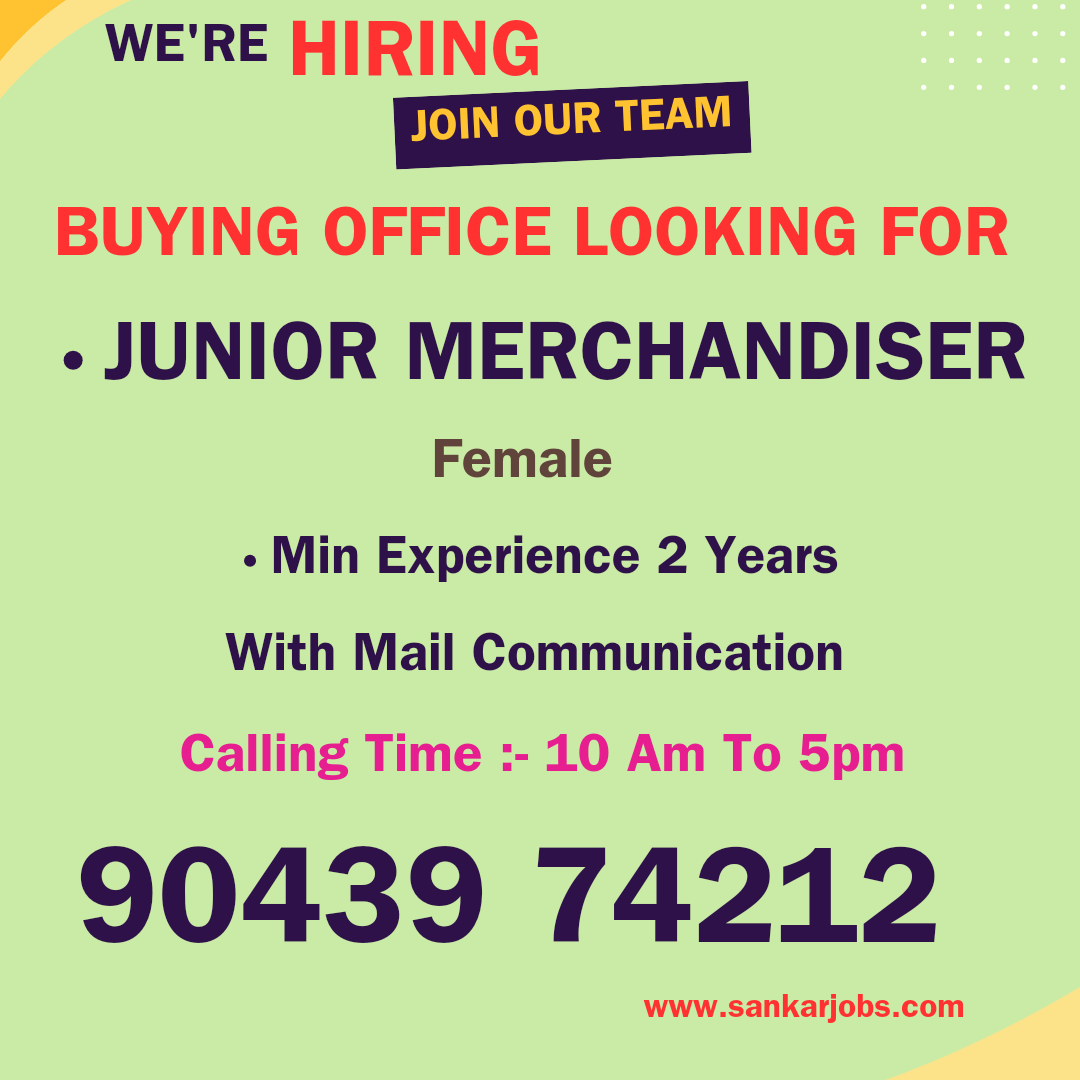 WE'RE HIRING
JOIN OUR TEAM
BUYING OFFICE LOOKING FOR
• JUNIOR MERCHANDISER
Female
• Min Experience 2 Years
With Mail Communication
Calling Time :- 10 Am To 5pm
90439 74212
www.sankarjobs.com